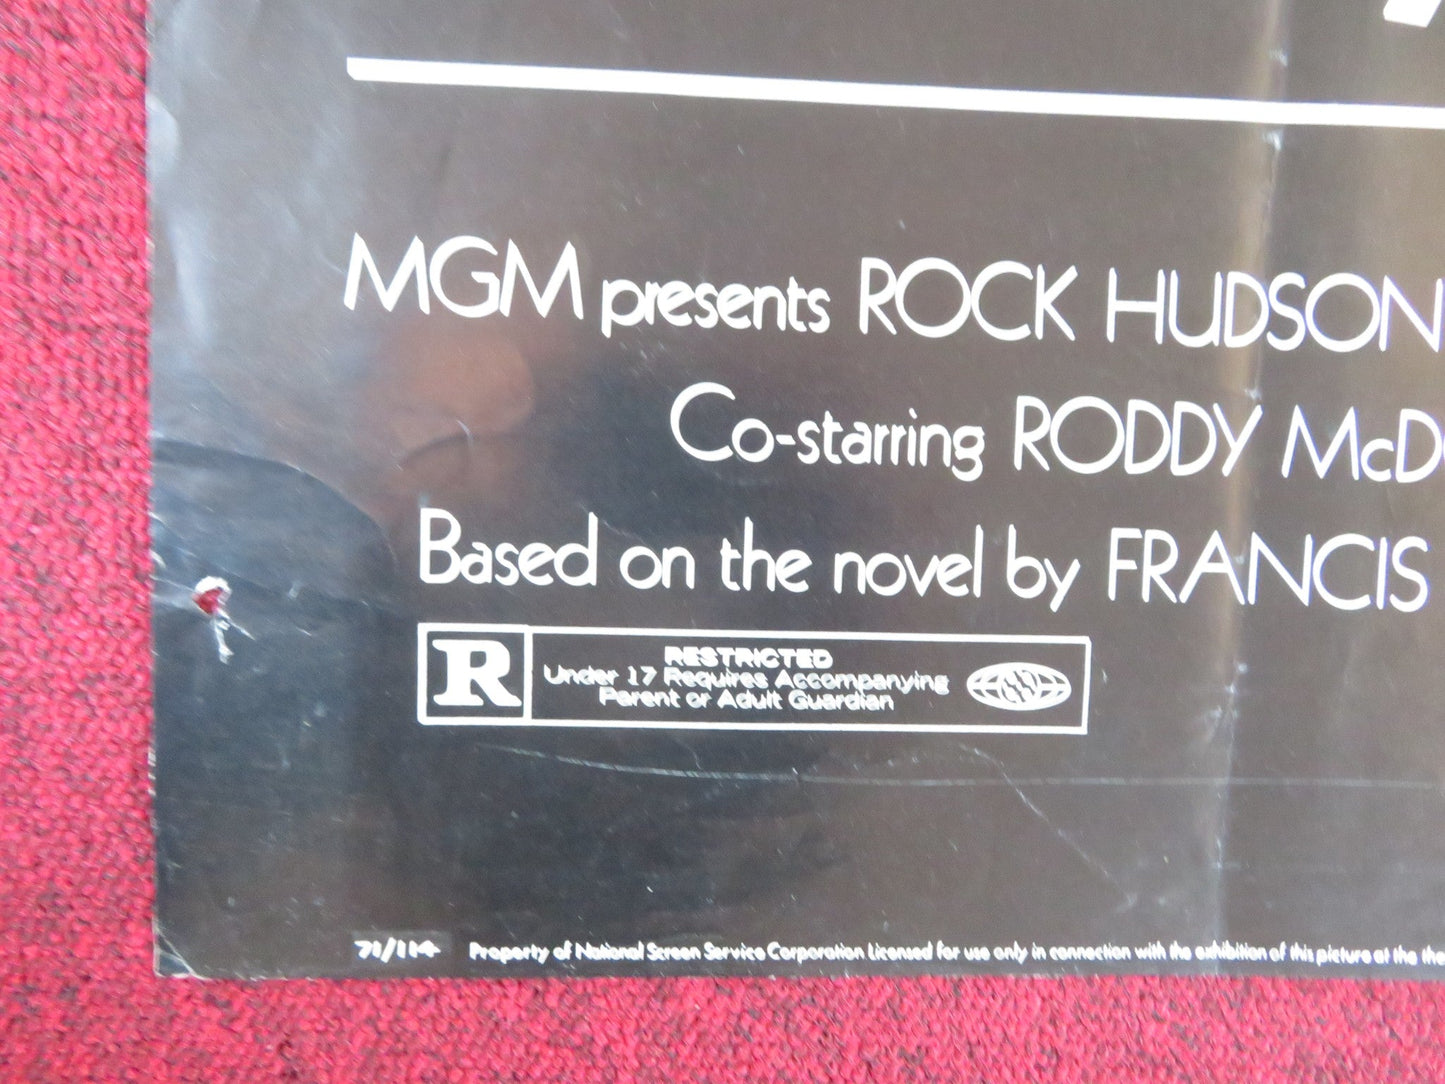 MGM presents ROCK HUDSON
Co-starring RODDY McD
Based on the novel by FRANCIS
R
RESTRICTED
Under 17 Requires Accompanying
Parent or Adult Guardian
71/114 Property of National Screen Service Corporation Licensed for use only in connection with the exhibition of this picture at the the